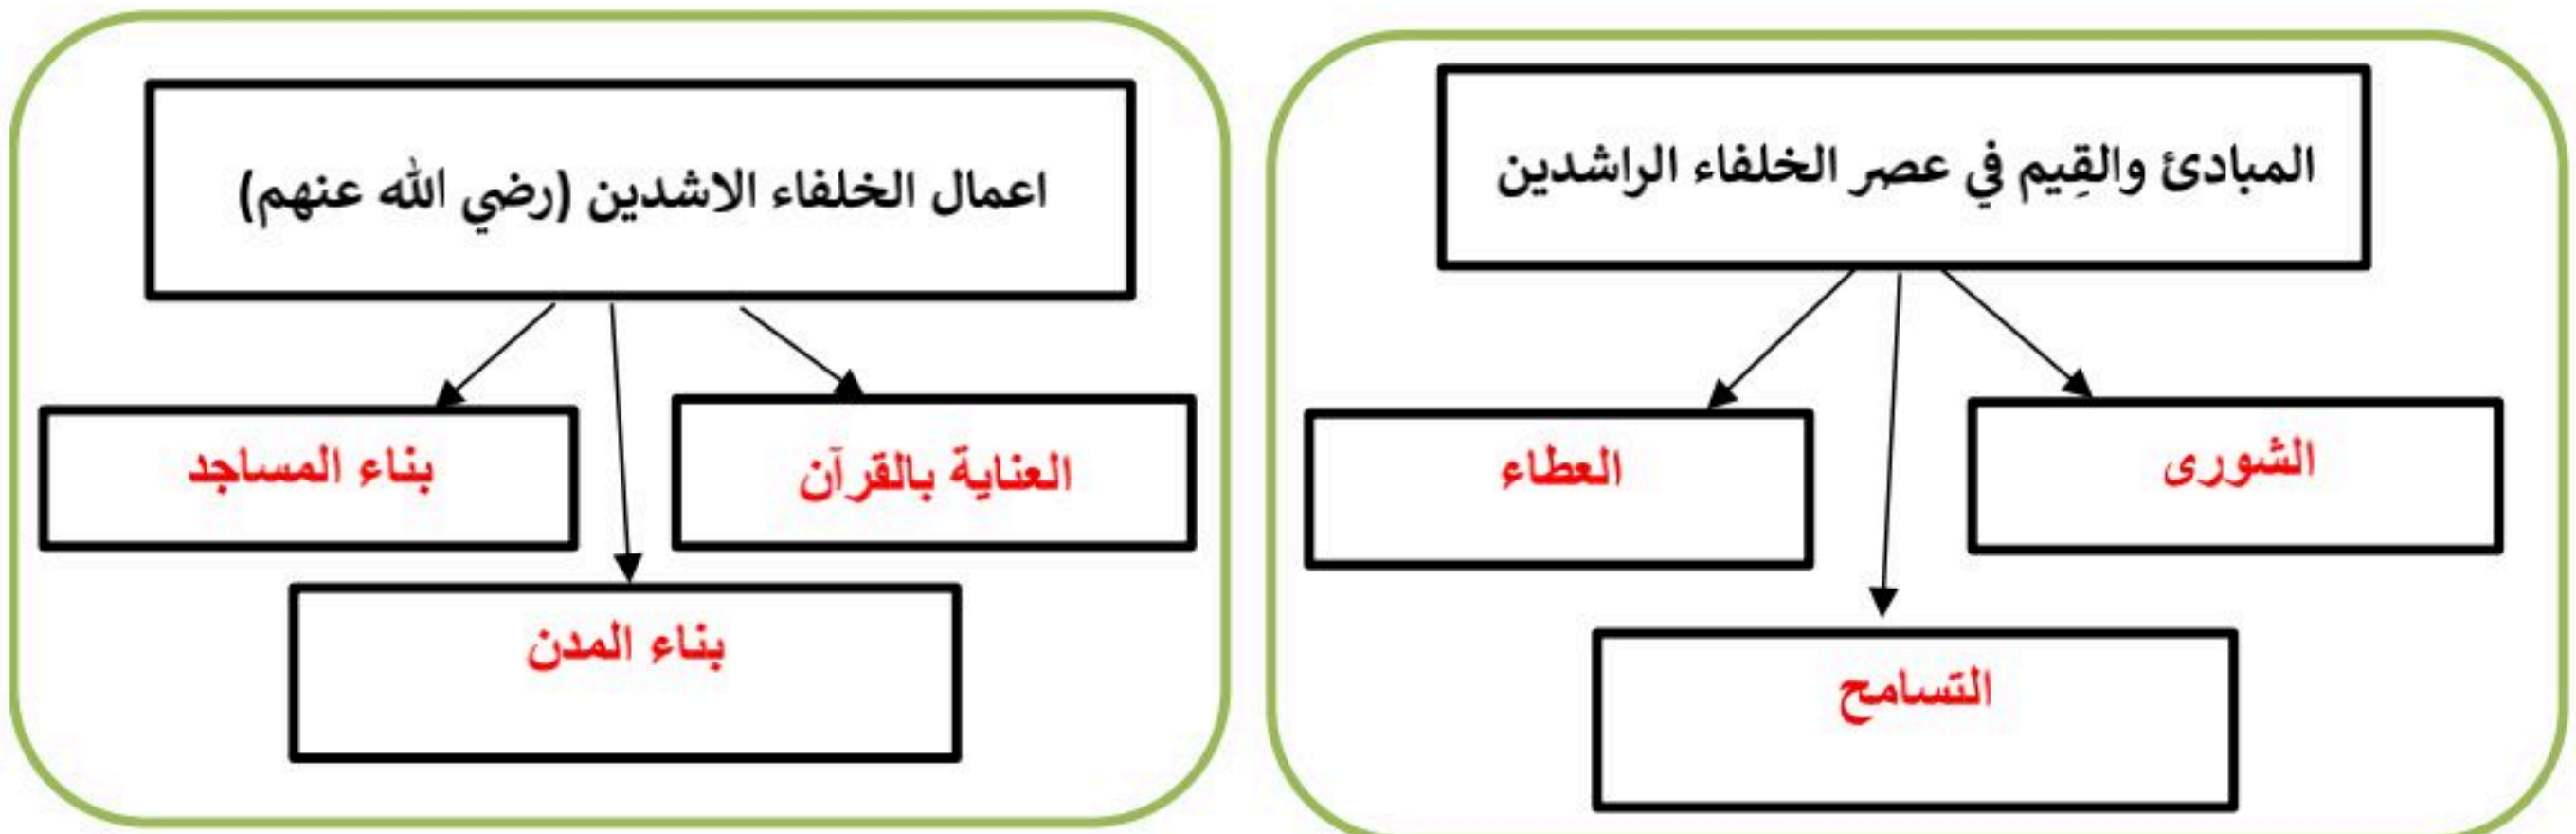 المبادئ والقِيم في عصر الخلفاء الراشدين
الشورى
العطاء
التسامح
اعمال الخلفاء الاشدين (رضي الله عنهم)
العناية بالقرآن
بناء المساجد
بناء المدن